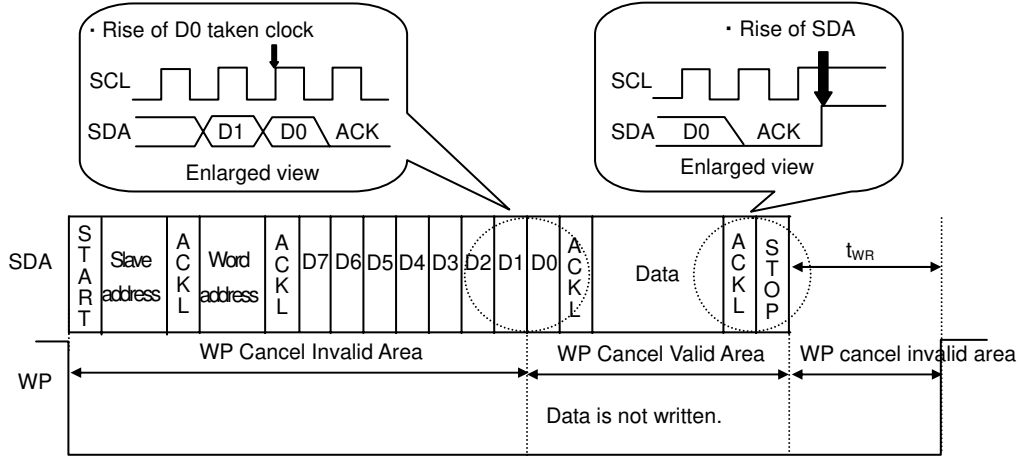 ・Rise of D0 taken clock
SCL
SDA D1 D0 ACK
Enlarged view
・Rise of SDA
SCL
SDA D0 ACK
Enlarged view
SDA START Slave address ACKL Word address ACKL D7 D6 D5 D4 D3 D2 D1 D0 ACKL Data ACKL STOP tWR
WP Cancel Invalid Area WP Cancel Valid Area WP cancel invalid area
WP
Data is not written.